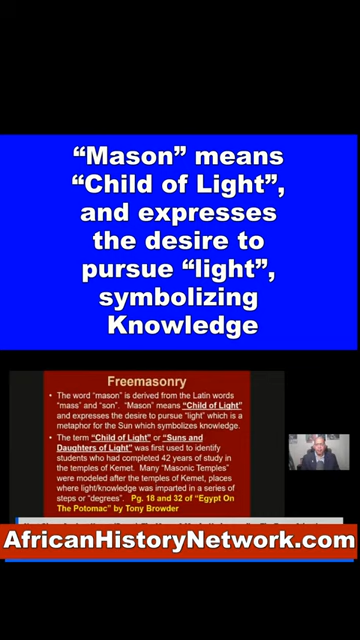 “Mason” means
“Child of Light”,
and expresses
the desire to
pursue “light”,
symbolizing
Knowledge
Freemasonry
• The word “mason” is derived from the Latin words
“mass” and “son”. “Mason” means “Child of Light”
and expresses the desire to pursue “light” which is a
metaphor for the Sun which symbolizes knowledge.
• The term “Child of Light” or “Suns and
Daughters of Light” was first used to identify
students who had completed 42 years of study in
the temples of Kemet. Many “Masonic Temples”
were modeled after the temples of Kemet, places
where light/knowledge was imparted in a series of
steps or “degrees”. Pg. 18 and 32 of “Egypt On
The Potomac” by Tony Browder
AfricanHistoryNetwork.com